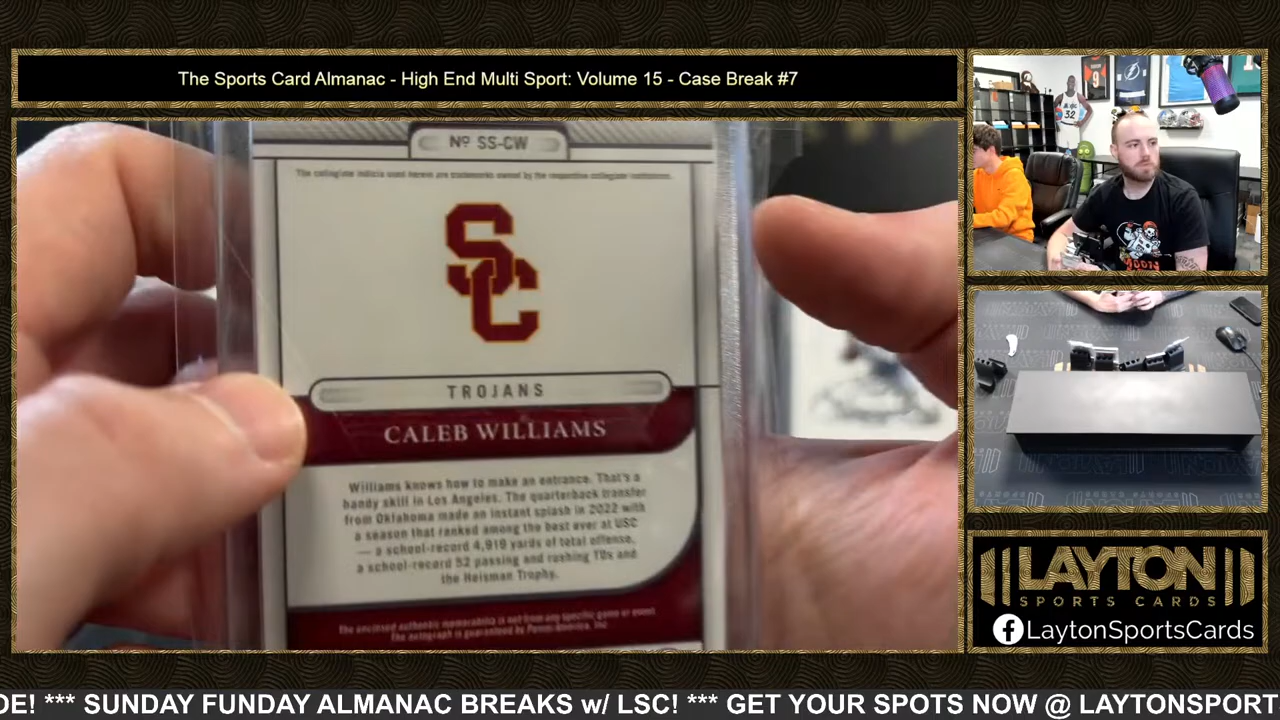 The Sports Card Almanac - High End Multi Sport: Volume 15 - Case Break #7
Nº SS-CW
The collegiate indicia used herein are trademarks owned by the respective collegiate institutions.
SC
TROJANS
CALEB WILLIAMS
Williams knows how to make an entrance. That's a
handy skill in Los Angeles. The quarterback transfer
from Oklahoma made an instant splash in 2022 with
a season that ranked among the best ever at USC
— a school-record 4,919 yards of total offense,
a school-record 52 passing and rushing TDs and
the Heisman Trophy.
The enclosed authentic memorabilia is not from any specific game or event.
The autograph is guaranteed by Panini America, Inc
9
32
LAYTON
SPORTS CARDS
LaytonSportsCards
DE! *** SUNDAY FUNDAY ALMANAC BREAKS w/ LSC! *** GET YOUR SPOTS NOW @ LAYTONSPORT